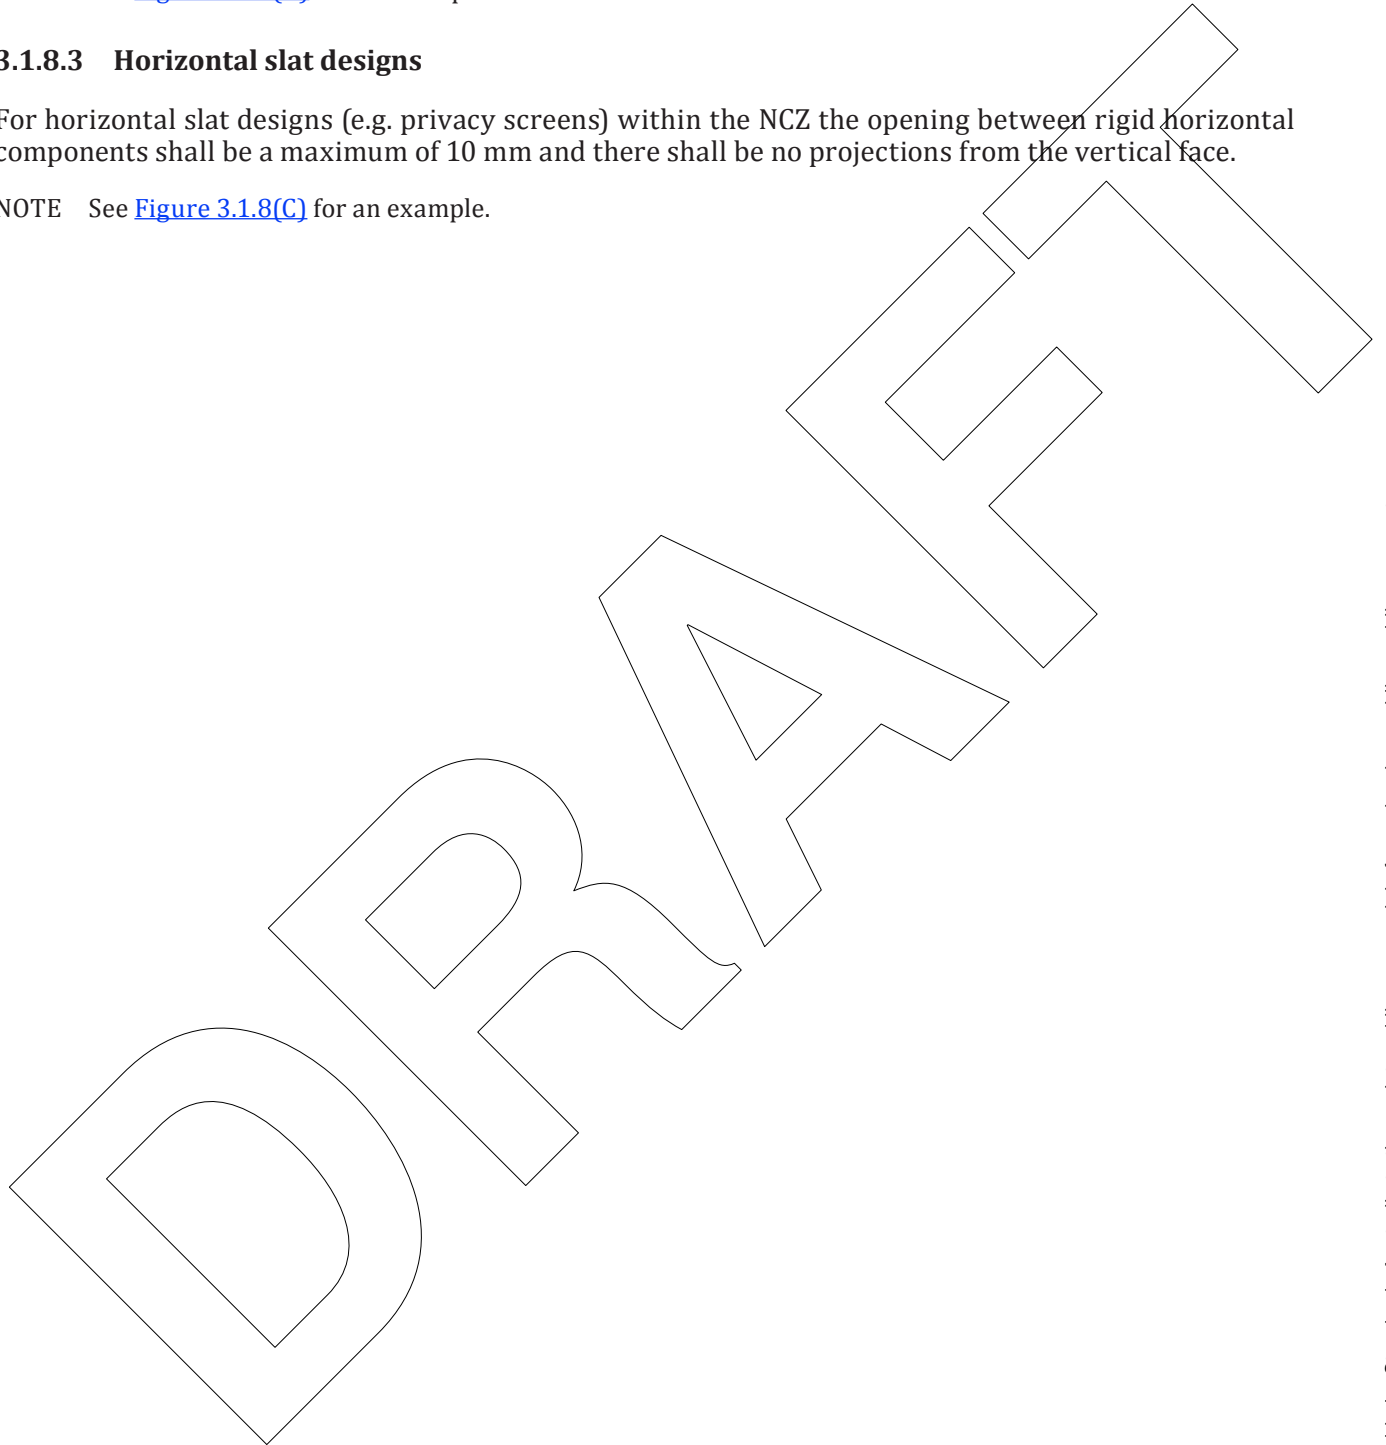 3.1.8.3 Horizontal slat designs
For horizontal slat designs (e.g. privacy screens) within the NCZ the opening between rigid horizontal
components shall be a maximum of 10 mm and there shall be no projections from the vertical face.
NOTE See Figure 3.1.8(C) for an example.
DRAFT